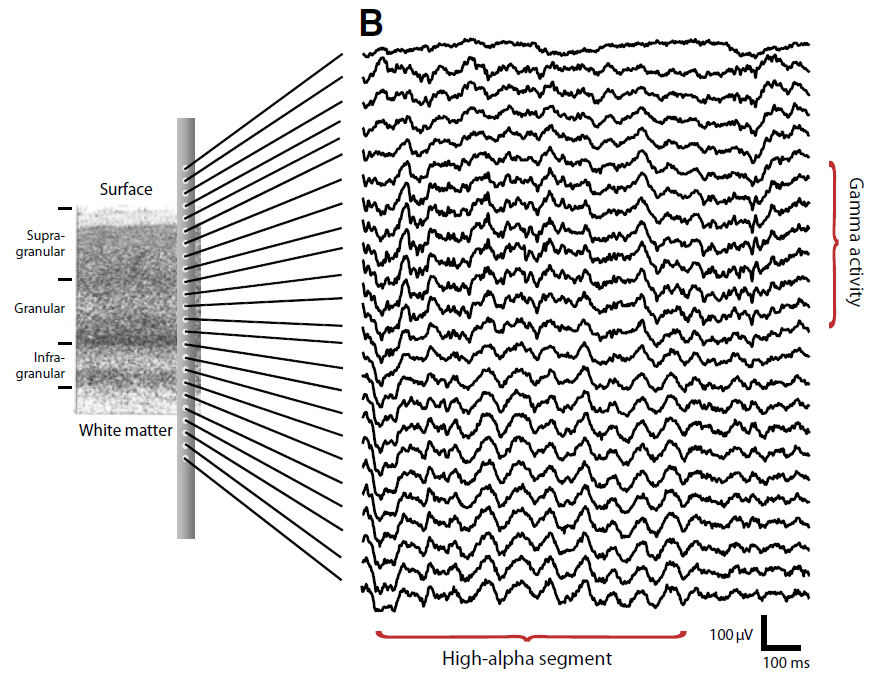 B
Surface
Supra-
granular
Granular
Infra-
granular
White matter
Gamma activity
High-alpha segment
100 µV
100 ms